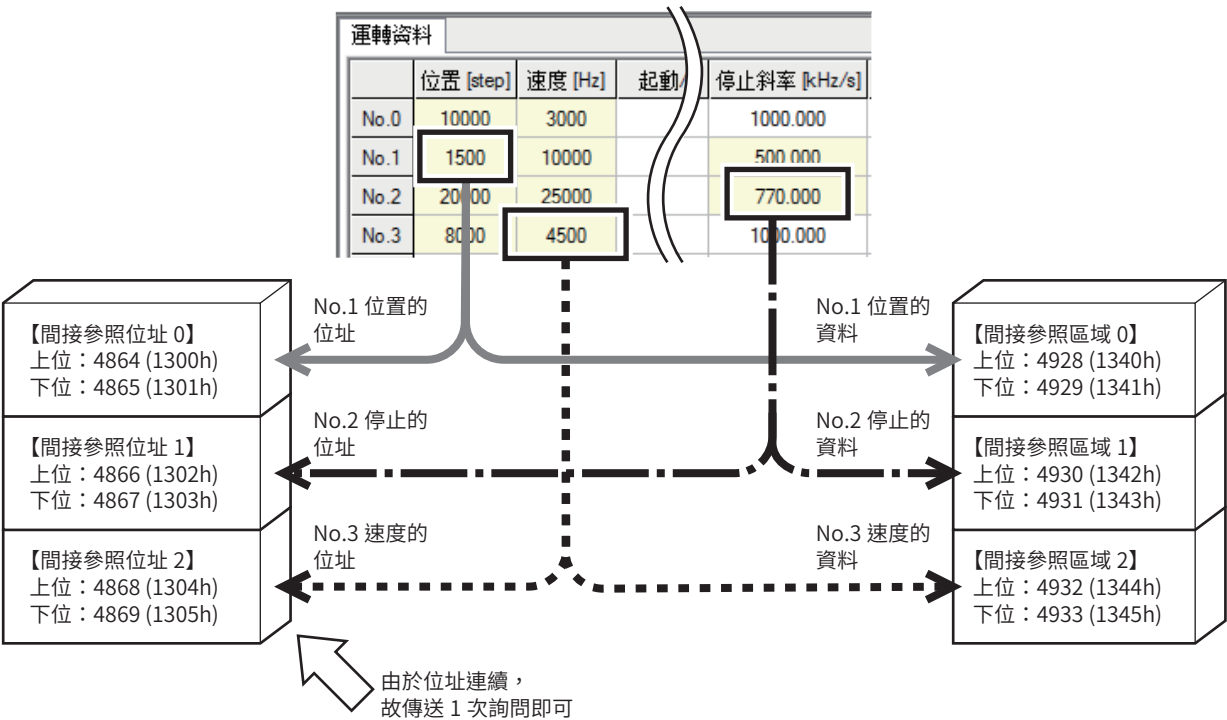 運轉資料
位置 [step] 速度 [Hz] 起動/ 停止斜率 [kHz/s]
No.0 10000 3000 1000.000
No.1 1500 10000 500.000
No.2 20000 25000 770.000
No.3 8000 4500 1000.000
No.1 位置的
位址
No.1 位置的
資料
【間接參照位址 0】
上位：4864 (1300h)
下位：4865 (1301h)
【間接參照區域 0】
上位：4928 (1340h)
下位：4929 (1341h)
No.2 停止的
位址
No.2 停止的
資料
【間接參照位址 1】
上位：4866 (1302h)
下位：4867 (1303h)
【間接參照區域 1】
上位：4930 (1342h)
下位：4931 (1343h)
No.3 速度的
位址
No.3 速度的
資料
【間接參照位址 2】
上位：4868 (1304h)
下位：4869 (1305h)
【間接參照區域 2】
上位：4932 (1344h)
下位：4933 (1345h)
由於位址連續，
故傳送 1 次詢問即可